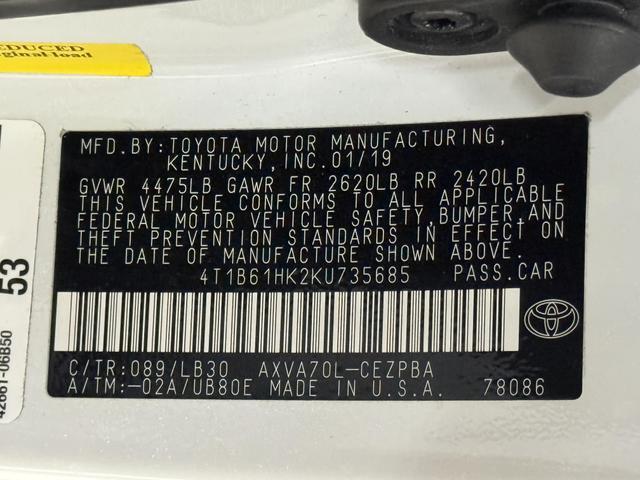 REDUCED
original load
53
42661-06B50
MFD.BY:TOYOTA MOTOR MANUFACTURING,
KENTUCKY,INC.01/19
GVWR 4475LB GAWR FR 2620LB RR 2420LB
THIS VEHICLE CONFORMS TO ALL APPLICABLE
FEDERAL MOTOR VEHICLE SAFETY,BUMPER,AND
THEFT PREVENTION STANDARDS IN EFFECT ON
THE DATE OF MANUFACTURE SHOWN ABOVE.
4T1B61HK2KU735685 PASS.CAR
C/TR:089/LB30 AXVA70L-CEZPBA
A/TM:-02A/UB80E MADE IN U.S.A. 78086
TOYOTA